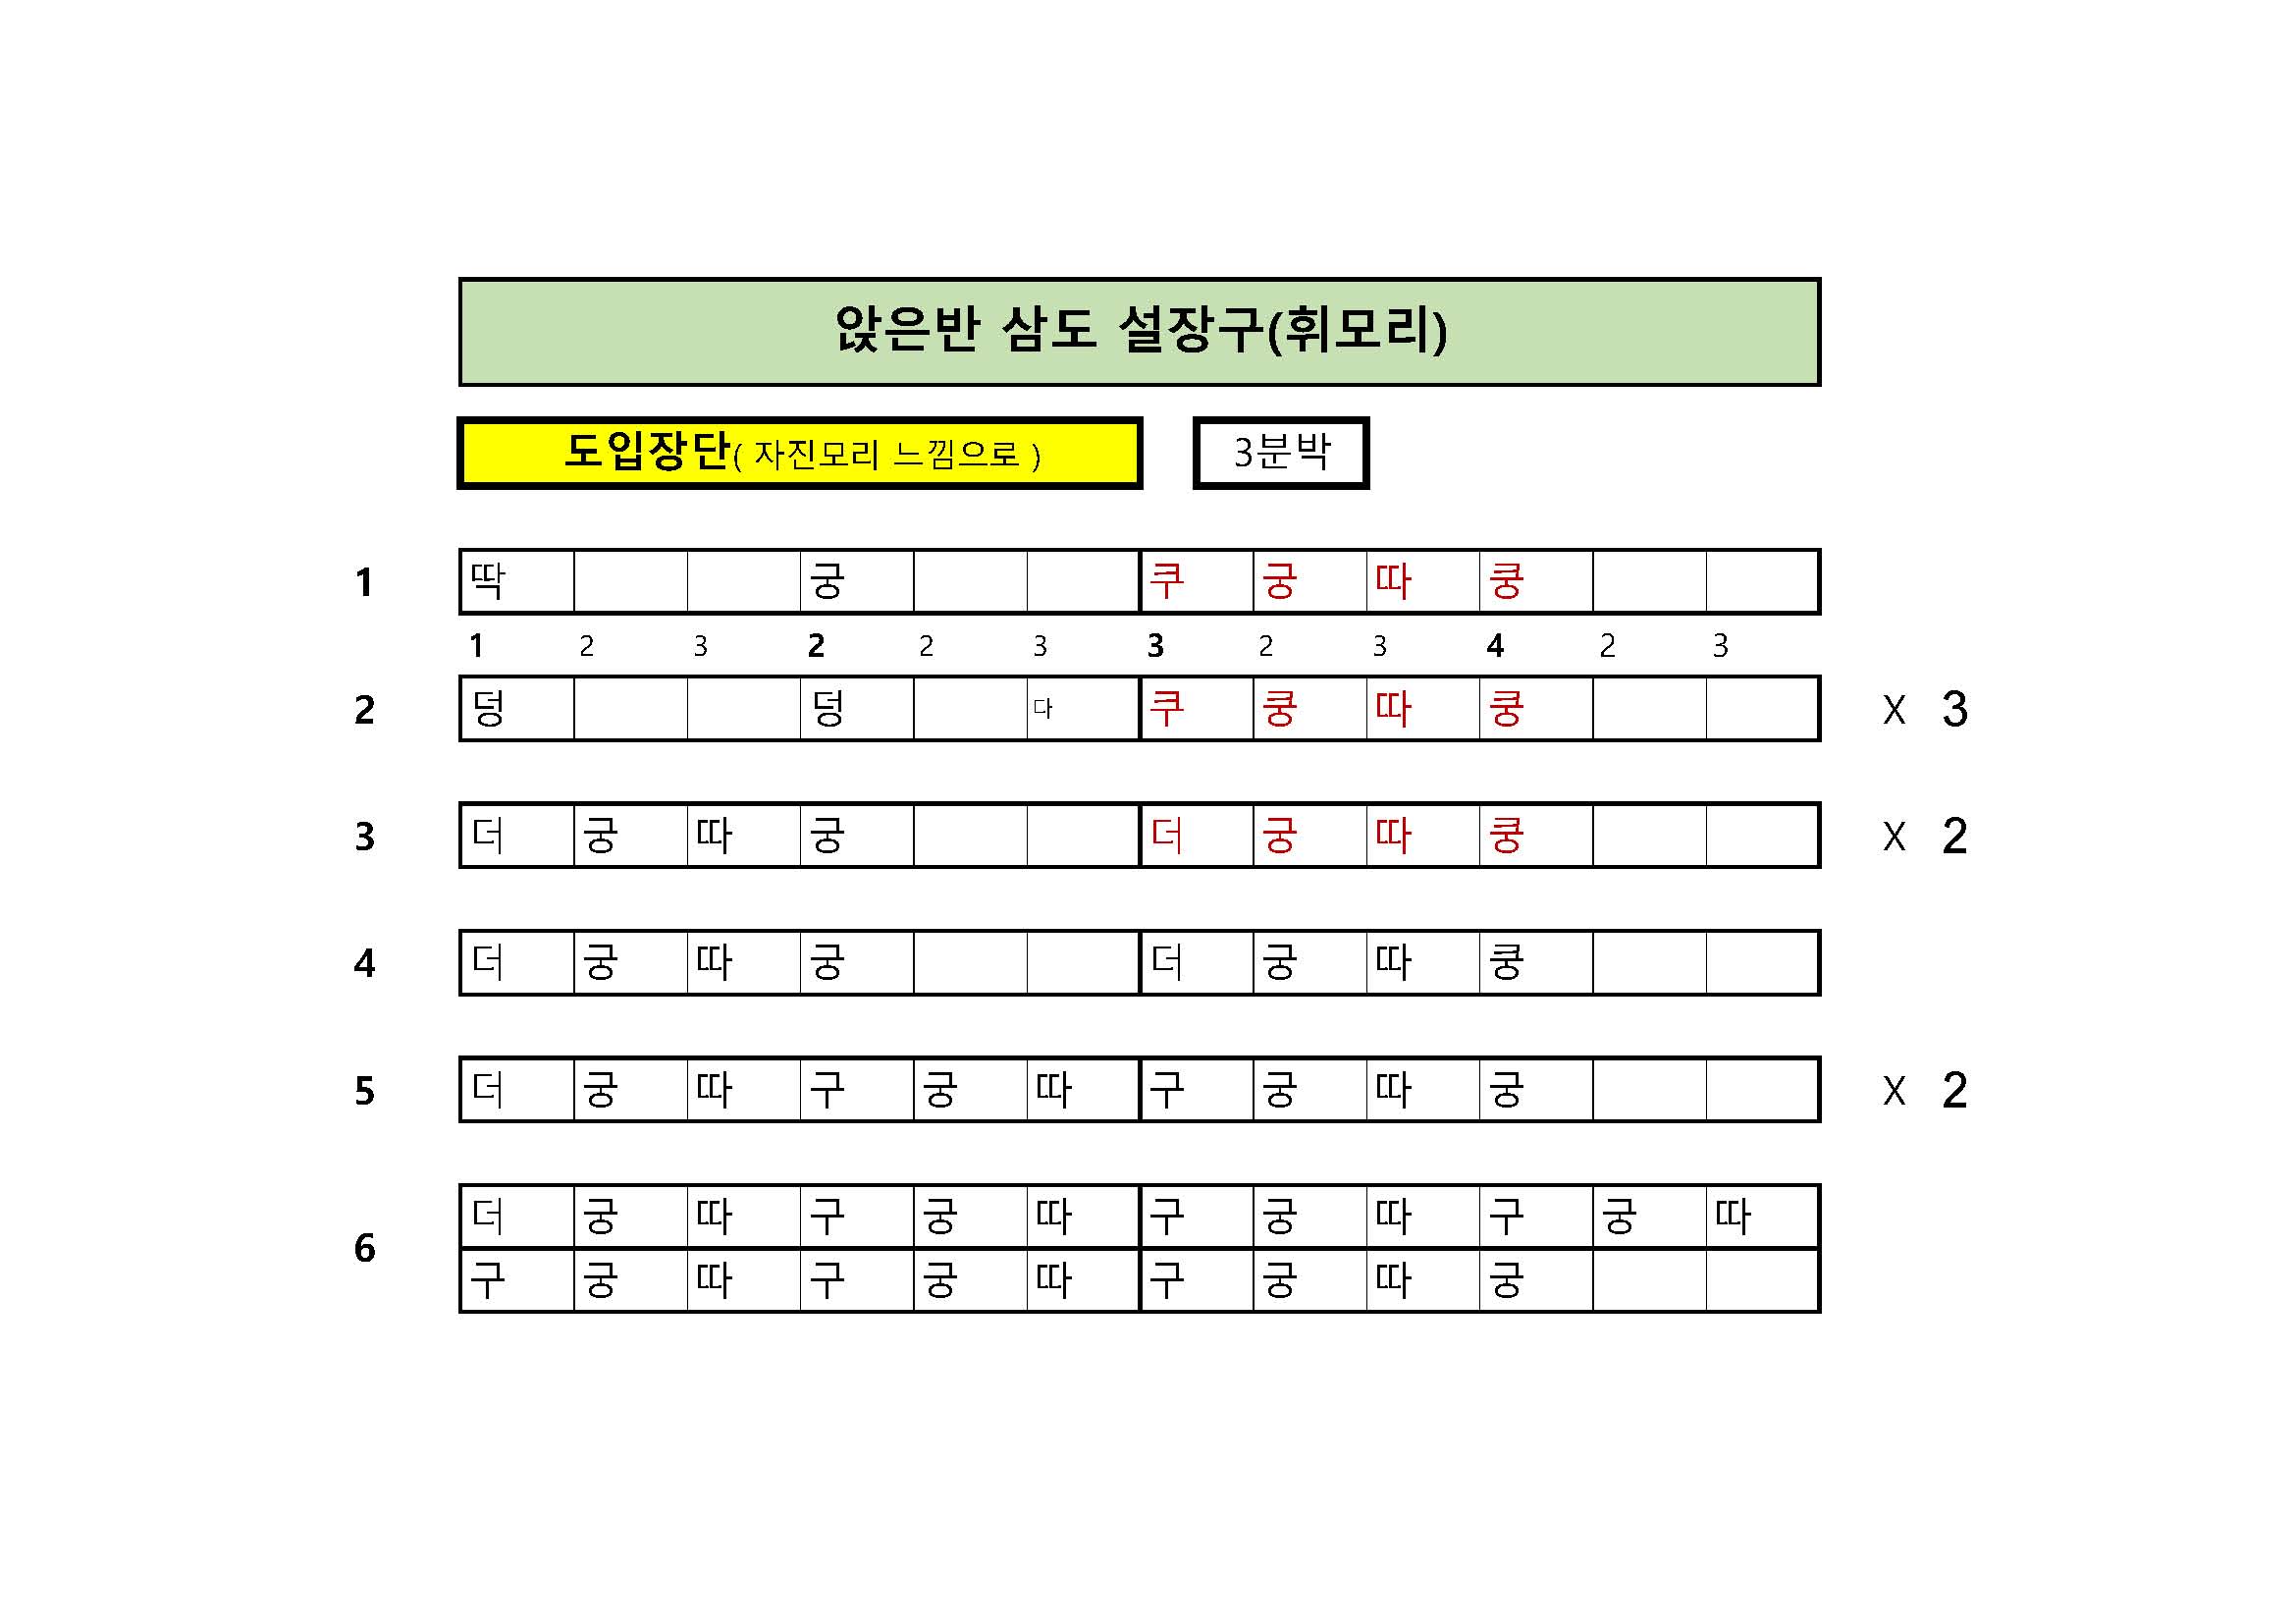 앉은반 삼도 설장구(휘모리)
도입장단( 자진모리 느낌으로 ) 3분박
1 딱 궁 쿠 궁 따 쿵
1 2 3 2 2 3 3 2 3 4 2 3
2 덩 덩 다 쿠 쿵 따 쿵 X 3
3 더 궁 따 궁 더 궁 따 쿵 X 2
4 더 궁 따 궁 더 궁 따 쿵
5 더 궁 따 구 궁 따 구 궁 따 궁 X 2
6 더 궁 따 구 궁 따 구 궁 따 구 궁 따
구 궁 따 구 궁 따 구 궁 따 궁